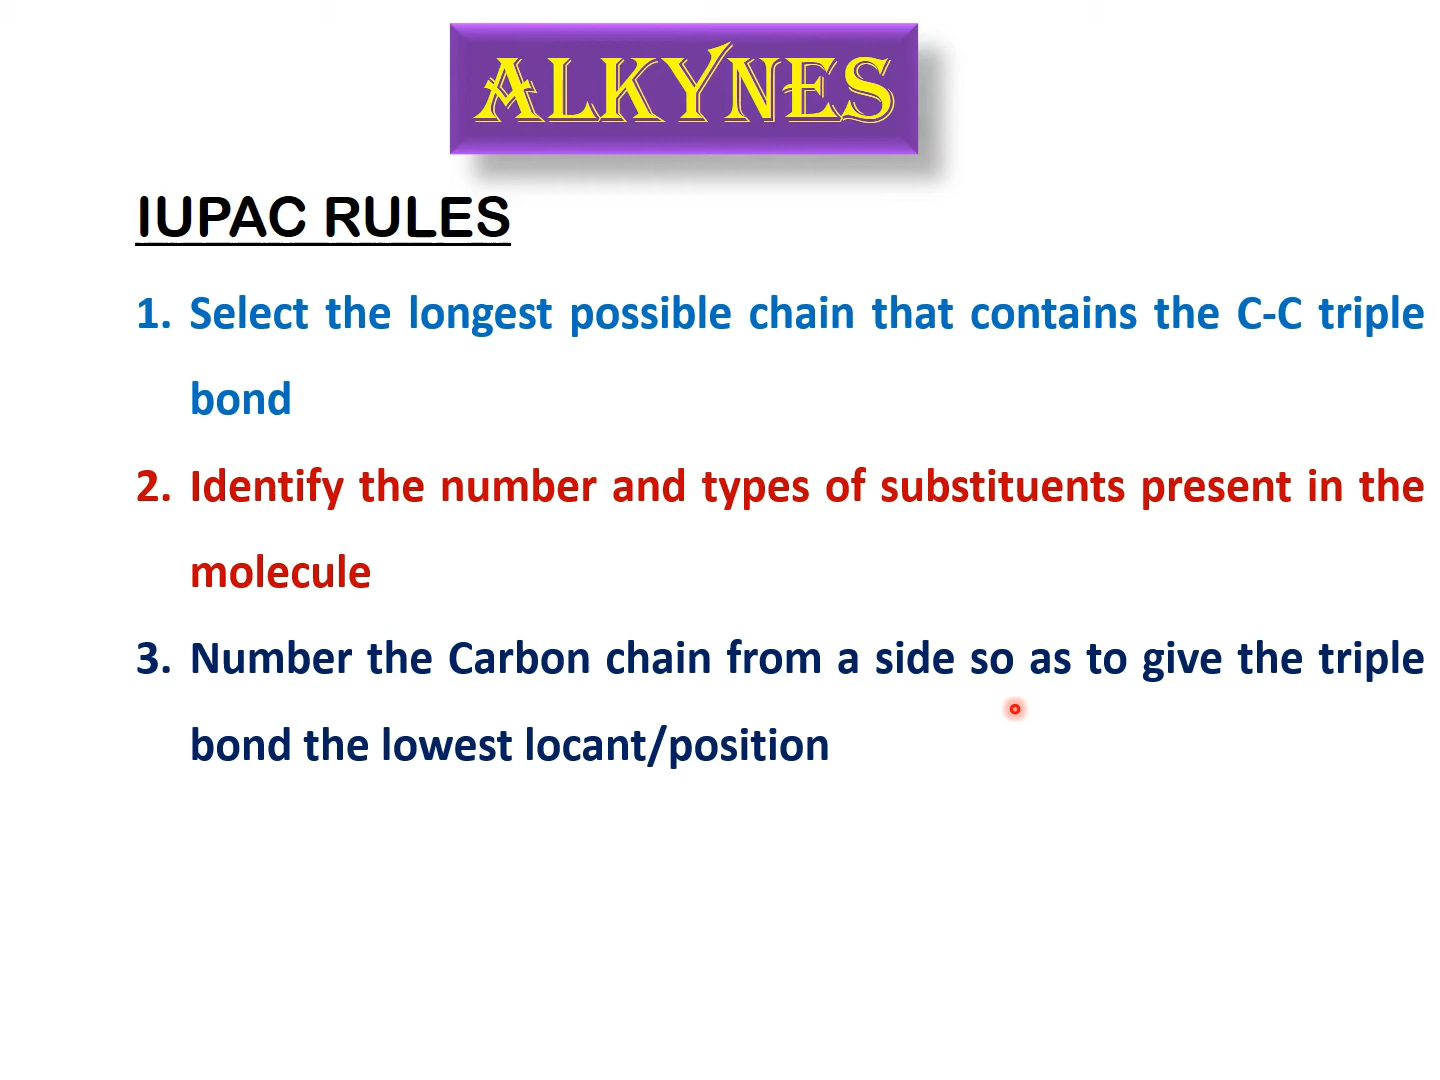 ALKYNES
IUPAC RULES
1. Select the longest possible chain that contains the C-C triple
bond
2. Identify the number and types of substituents present in the
molecule
3. Number the Carbon chain from a side so as to give the triple
bond the lowest locant/position